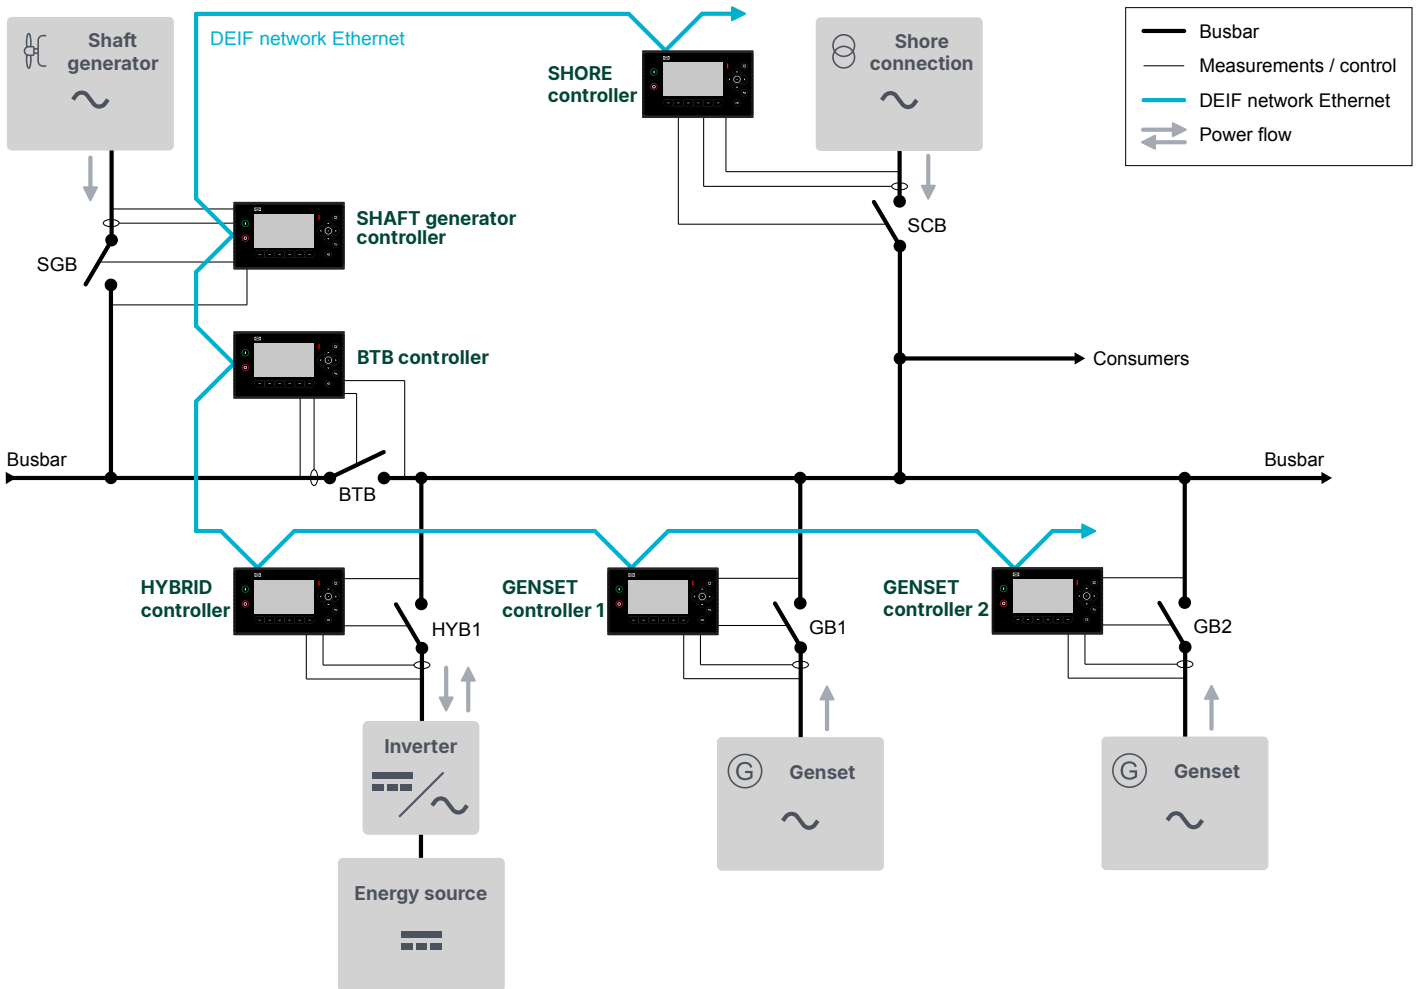 Shaft
generator
DEIF network Ethernet
SHORE
controller
Shore
connection
Busbar
Measurements / control
DEIF network Ethernet
Power flow
SHAFT generator
controller
SGB
SCB
BTB controller
Consumers
Busbar
BTB
Busbar
HYBRID
controller
HYB1
GENSET
controller 1
GB1
GENSET
controller 2
GB2
Inverter
G Genset
G Genset
Energy source